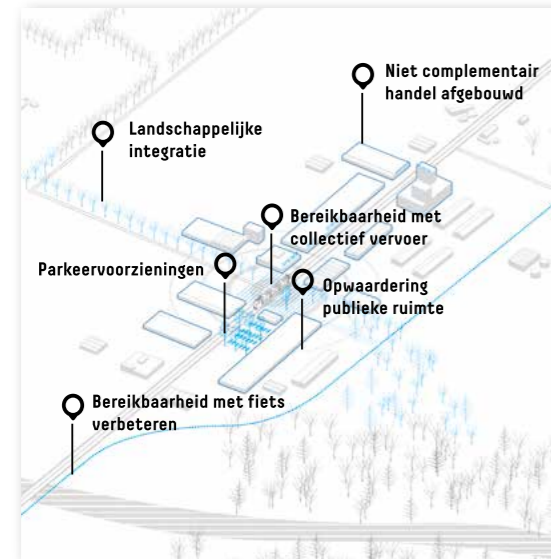 Niet complementair
handel afgebouwd
Landschappelijke
integratie
Bereikbaarheid met
collectief vervoer
Parkeervoorzieningen
Opwaardering
publieke ruimte
Bereikbaarheid met fiets
verbeteren